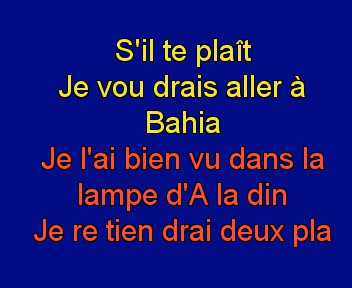 S'il te plaît
Je vou drais aller à
Bahia
Je l'ai bien vu dans la
lampe d'A la din
Je re tien drai deux pla